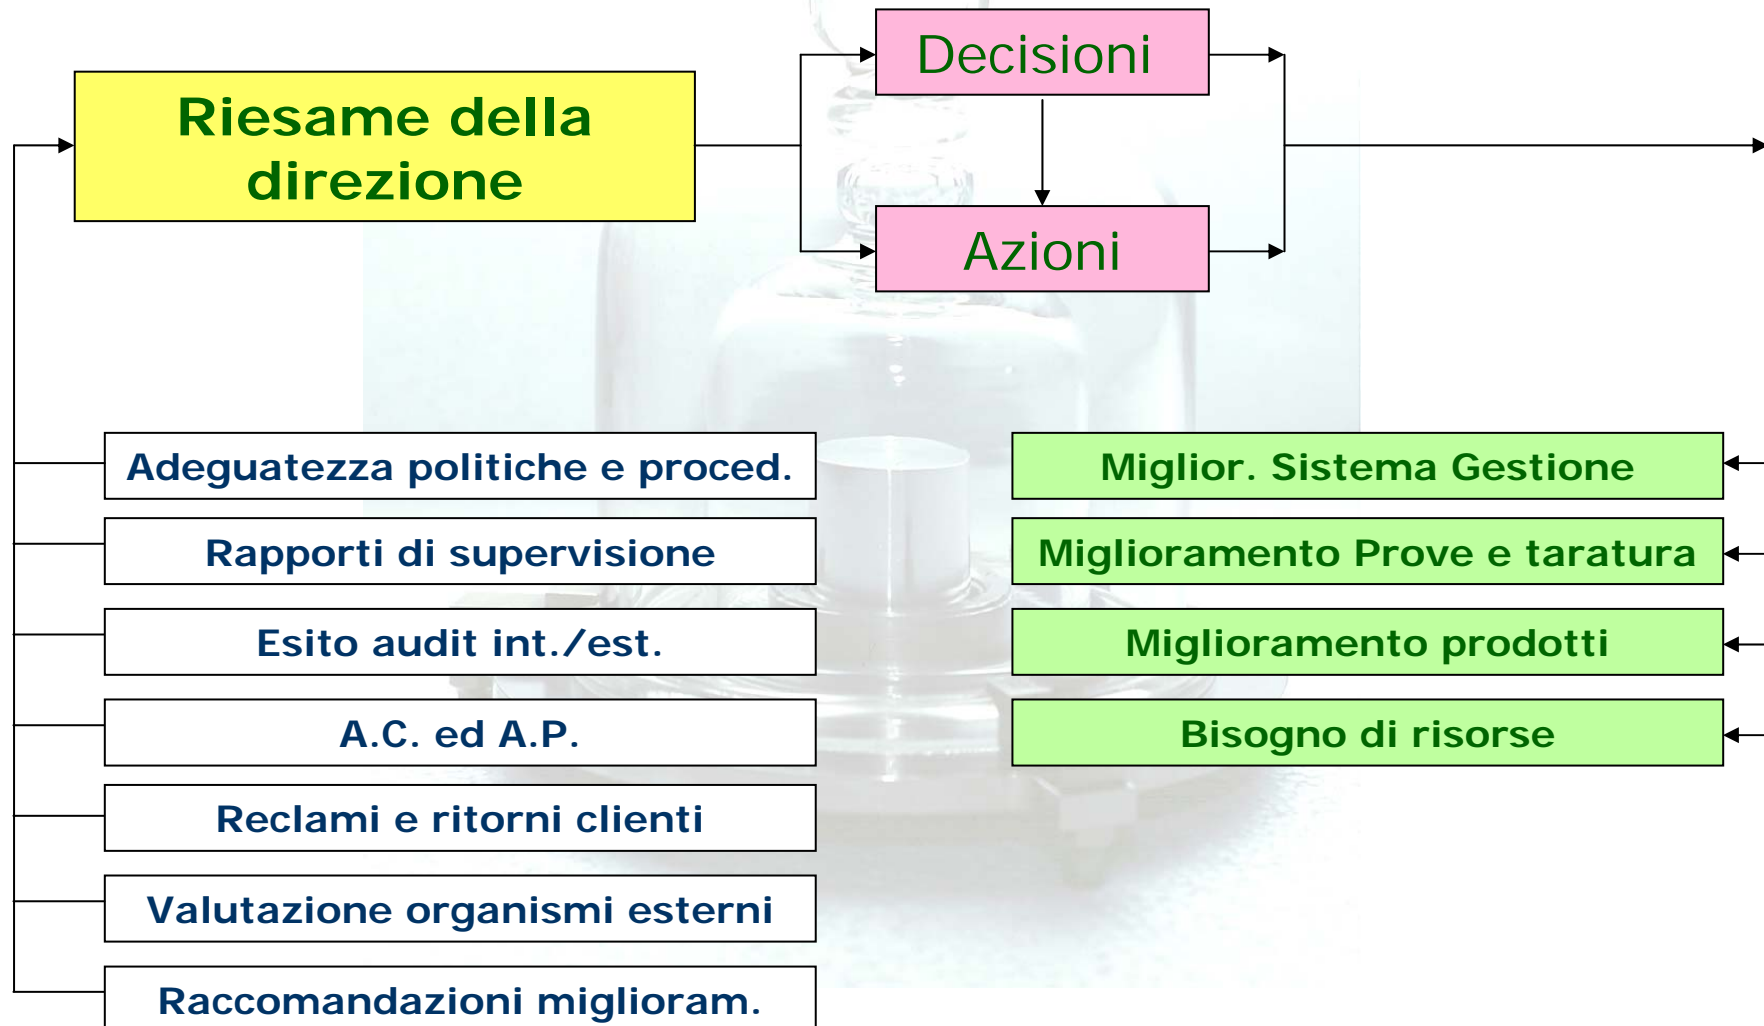 Decisioni
Riesame della
direzione
Azioni
Adeguatezza politiche e proced.
Rapporti di supervisione
Esito audit int./est.
A.C. ed A.P.
Reclami e ritorni clienti
Valutazione organismi esterni
Raccomandazioni miglioram.
Miglior. Sistema Gestione
Miglioramento Prove e taratura
Miglioramento prodotti
Bisogno di risorse